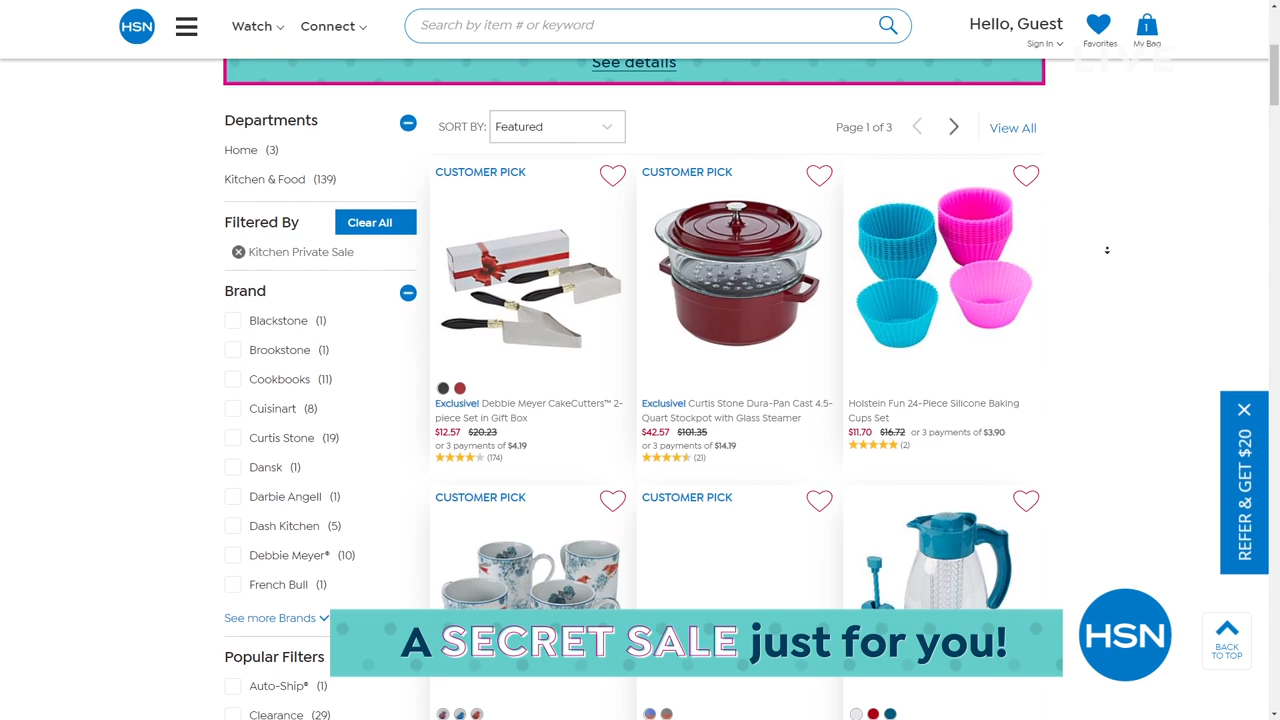 HSN
Watch
Connect
Search by item # or keyword
Hello, Guest
Sign In
Favorites
1
My Bag
LIVE
See details
Departments
Home (3)
Kitchen & Food (139)
Filtered By
Clear All
Kitchen Private Sale
Brand
Blackstone (1)
Brookstone (1)
Cookbooks (11)
Cuisinart (8)
Curtis Stone (19)
Dansk (1)
Darbie Angell (1)
Dash Kitchen (5)
Debbie Meyer® (10)
French Bull (1)
See more Brands
Popular Filters
Auto-Ship® (1)
Clearance (29)
SORT BY:
Featured
Page 1 of 3
View All
CUSTOMER PICK
Exclusive! Debbie Meyer CakeCutters™ 2-
piece Set in Gift Box
$12.57 $20.23
or 3 payments of $4.19
(174)
CUSTOMER PICK
Exclusive! Curtis Stone Dura-Pan Cast 4.5-
Quart Stockpot with Glass Steamer
$42.57 $101.35
or 3 payments of $14.19
(21)
Holstein Fun 24-Piece Silicone Baking
Cups Set
$11.70 $16.72 or 3 payments of $3.90
(2)
CUSTOMER PICK
CUSTOMER PICK
REFER & GET $20
A SECRET SALE just for you!
HSN
BACK
TO TOP